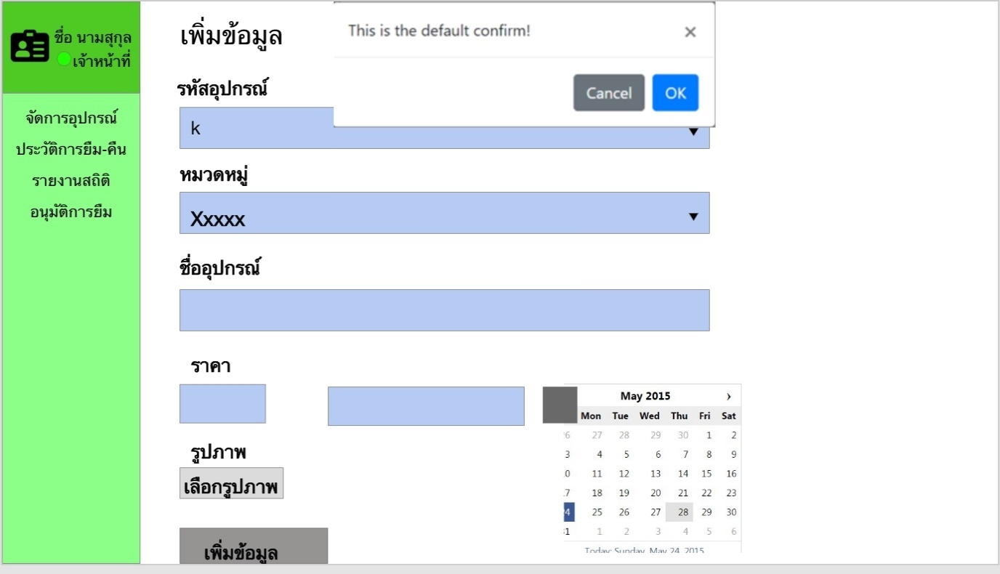 ชื่อ นามสกุล
เจ้าหน้าที่
จัดการอุปกรณ์
ประวัติการยืม-คืน
รายงานสถิติ
อนุมัติการยืม
เพิ่มข้อมูล
This is the default confirm!
×
Cancel OK
รหัสอุปกรณ์
k
หมวดหมู่
Xxxxx
ชื่ออุปกรณ์
ราคา
รูปภาพ
เลือกรูปภาพ
เพิ่มข้อมูล
May 2015 ›
Mon Tue Wed Thu Fri Sat
27 28 29 30 1 2
3 4 5 6 7 8 9
11 12 13 14 15 16
18 19 20 21 22 23
25 26 27 28 29 30
1 2 3 4 5 6
Today: Sunday, May 24, 2015